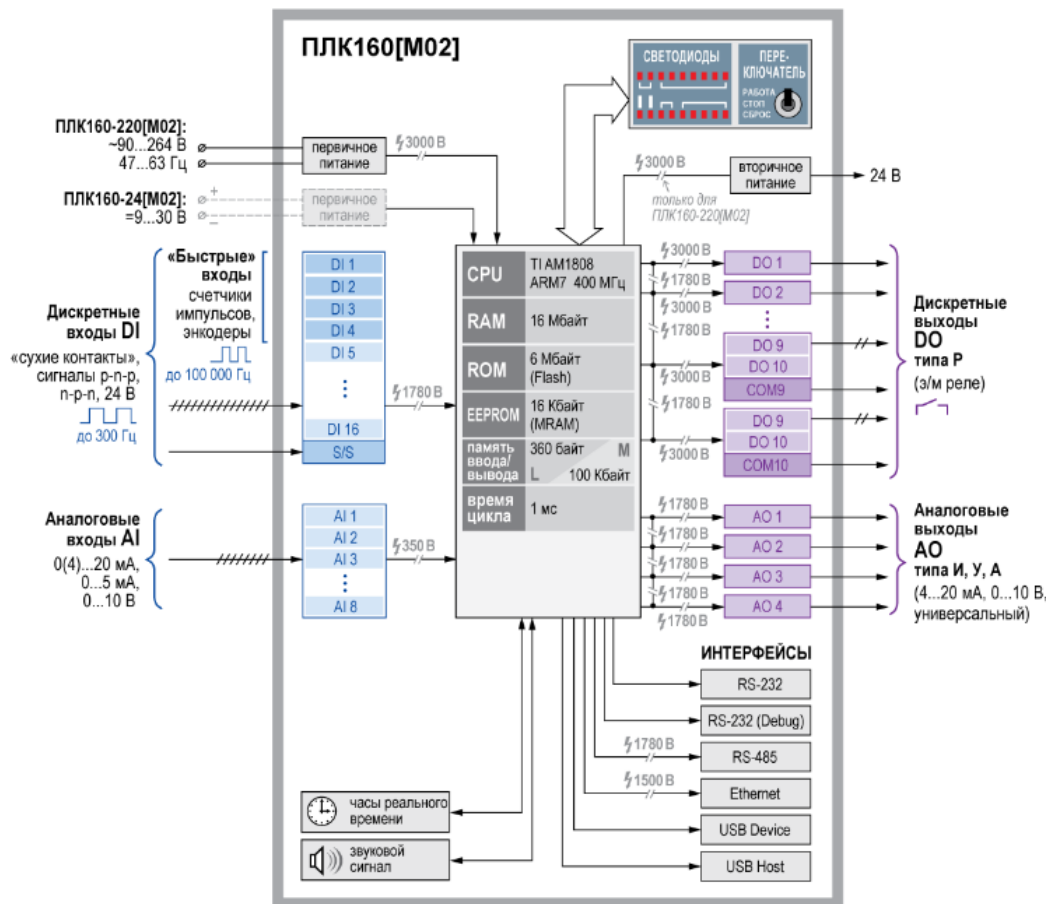 ПЛК160[М02]
СВЕТОДИОДЫ
ПЕРЕ-
КЛЮЧАТЕЛЬ
РАБОТА
СТОП
СБРОС
ПЛК160-220[М02]:
~90...264 В
47...63 Гц
первичное
питание
3000 В
ПЛК160-24[М02]:
=9...30 В
+
–
первичное
питание
3000 В
только для
ПЛК160-220[М02]
вторичное
питание
24 В
«Быстрые»
входы
счетчики
импульсов,
энкодеры
до 100 000 Гц
Дискретные
входы DI
«сухие контакты»,
сигналы p-n-p,
n-p-n, 24 В
до 300 Гц
DI 1
DI 2
DI 3
DI 4
DI 5
DI 16
S/S
1780 В
Аналоговые
входы AI
0(4)...20 мА,
0...5 мА,
0...10 В
AI 1
AI 2
AI 3
AI 8
350 В
CPU
TI AM1808
ARM7 400 МГц
RAM
16 Мбайт
ROM
6 Мбайт
(Flash)
EEPROM
16 Кбайт
(MRAM)
память
ввода/
вывода
360 байт
M
L
100 Кбайт
время
цикла
1 мс
3000 В
1780 В
3000 В
1780 В
3000 В
1780 В
3000 В
DO 1
DO 2
DO 9
DO 10
COM9
DO 9
DO 10
COM10
Дискретные
выходы
DO
типа Р
(э/м реле)
1780 В
1780 В
1780 В
1780 В
1780 В
AO 1
AO 2
AO 3
AO 4
Аналоговые
выходы
AO
типа И, У, А
(4...20 мА, 0...10 В,
универсальный)
ИНТЕРФЕЙСЫ
RS-232
RS-232 (Debug)
1780 В
RS-485
1500 В
Ethernet
USB Device
USB Host
часы реального
времени
звуковой
сигнал